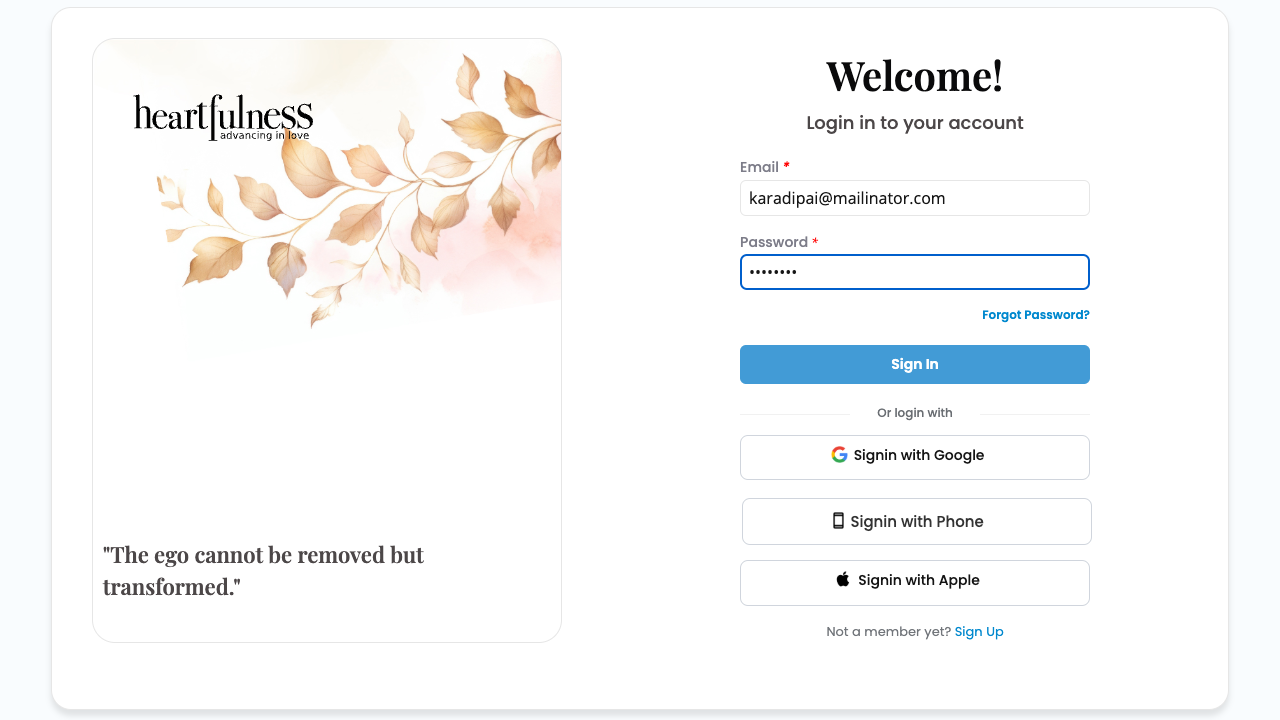 heartfulness
advancing in love
"The ego cannot be removed but
transformed."
Welcome!
Login in to your account
Email *
karadipai@mailinator.com
Password *
••••••••
Forgot Password?
Sign In
Or login with
Signin with Google
Signin with Phone
Signin with Apple
Not a member yet? Sign Up